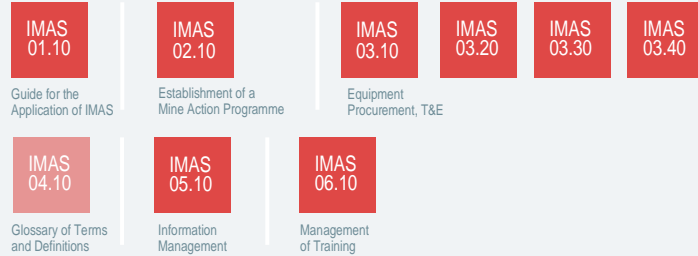 IMAS
01.10
IMAS
02.10
IMAS
03.10
IMAS
03.20
IMAS
03.30
IMAS
03.40
Guide for the
Application of IMAS
Establishment of a
Mine Action Programme
Equipment
Procurement, T&E
IMAS
04.10
IMAS
05.10
IMAS
06.10
Glossary of Terms
and Definitions
Information
Management
Management
of Training